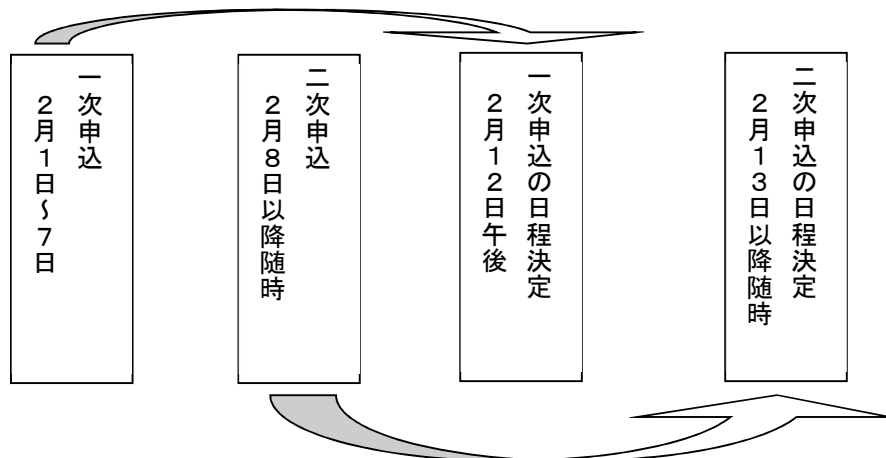 一次申込
２月１日～７日
二次申込
２月８日以降随時
一次申込の日程決定
２月１２日午後
二次申込の日程決定
２月１３日以降随時